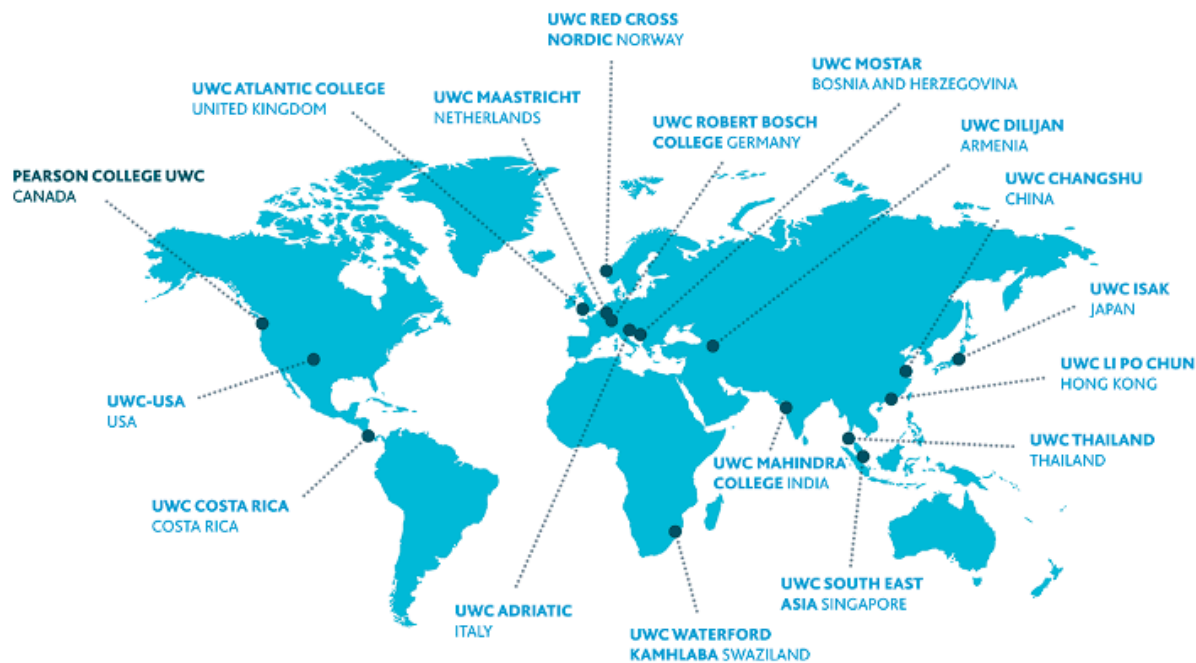 UWC RED CROSS
NORDIC NORWAY
UWC MOSTAR
BOSNIA AND HERZEGOVINA
UWC ATLANTIC COLLEGE
UNITED KINGDOM
UWC MAASTRICHT
NETHERLANDS
UWC ROBERT BOSCH
COLLEGE GERMANY
UWC DILIJAN
ARMENIA
PEARSON COLLEGE UWC
CANADA
UWC CHANGSHU
CHINA
UWC ISAK
JAPAN
UWC LI PO CHUN
HONG KONG
UWC-USA
USA
UWC THAILAND
THAILAND
UWC MAHINDRA
COLLEGE INDIA
UWC COSTA RICA
COSTA RICA
UWC SOUTH EAST
ASIA SINGAPORE
UWC ADRIATIC
ITALY
UWC WATERFORD
KAMHLABA SWAZILAND